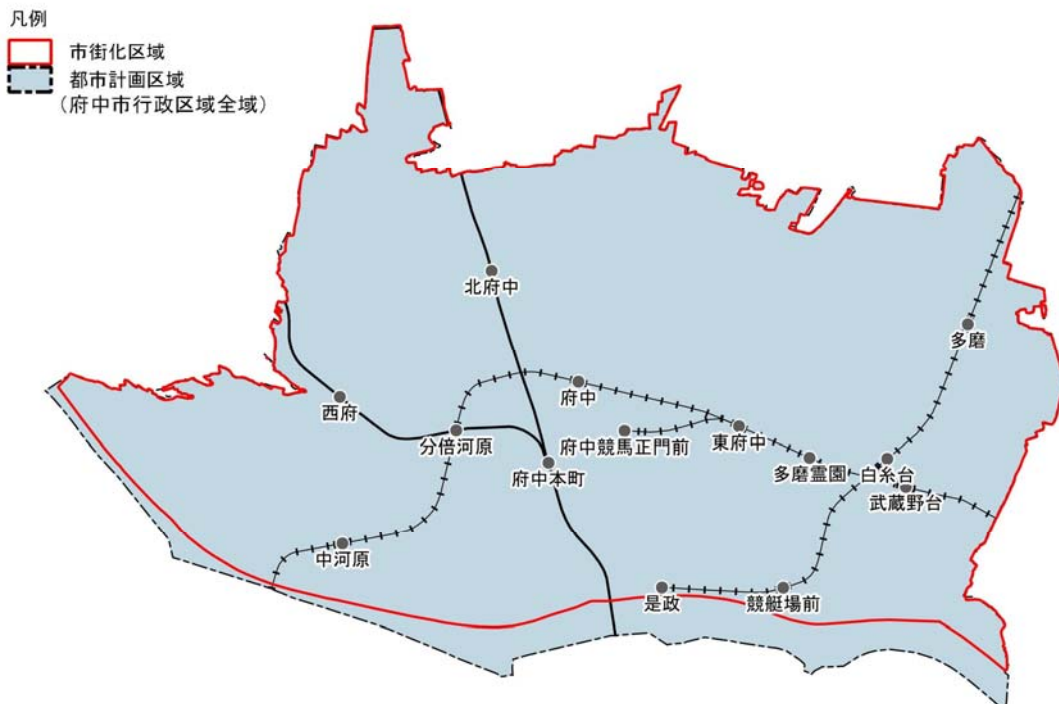 凡例
市街化区域
都市計画区域
(府中市行政区域全域)
北府中
多磨
府中
西府
分倍河原
府中競馬正門前
東府中
府中本町
多磨霊園
白糸台
武蔵野台
中河原
是政
競艇場前